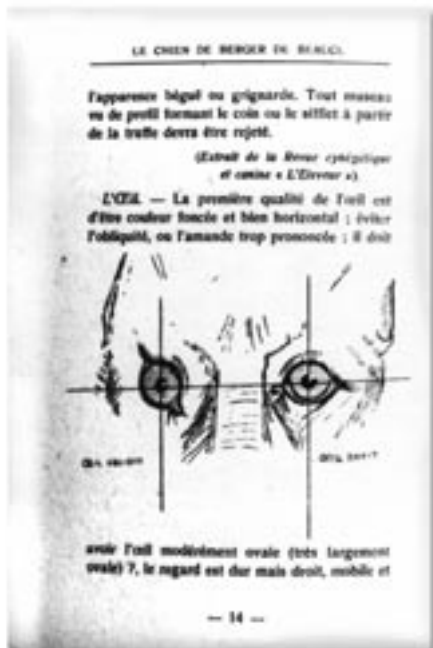 LE CHIEN DE BERGER DE BEAUCE
l'apparence béguë ou grignarde. Tout museau
vu de profil formant le coin ou le sifflet à partir
de la truffe devra être rejeté.
(Extrait de la Revue cynégétique
et canine « L'Eleveur »)
L'ŒIL — La première qualité de l'œil est
d'être couleur foncée et bien horizontal ; éviter
l'obliquité, ou l'amande trop prononcée ; il doit
avoir l'œil modérément ovale (très largement
ovale) ?, le regard est dur mais droit, mobile et
— 14 —